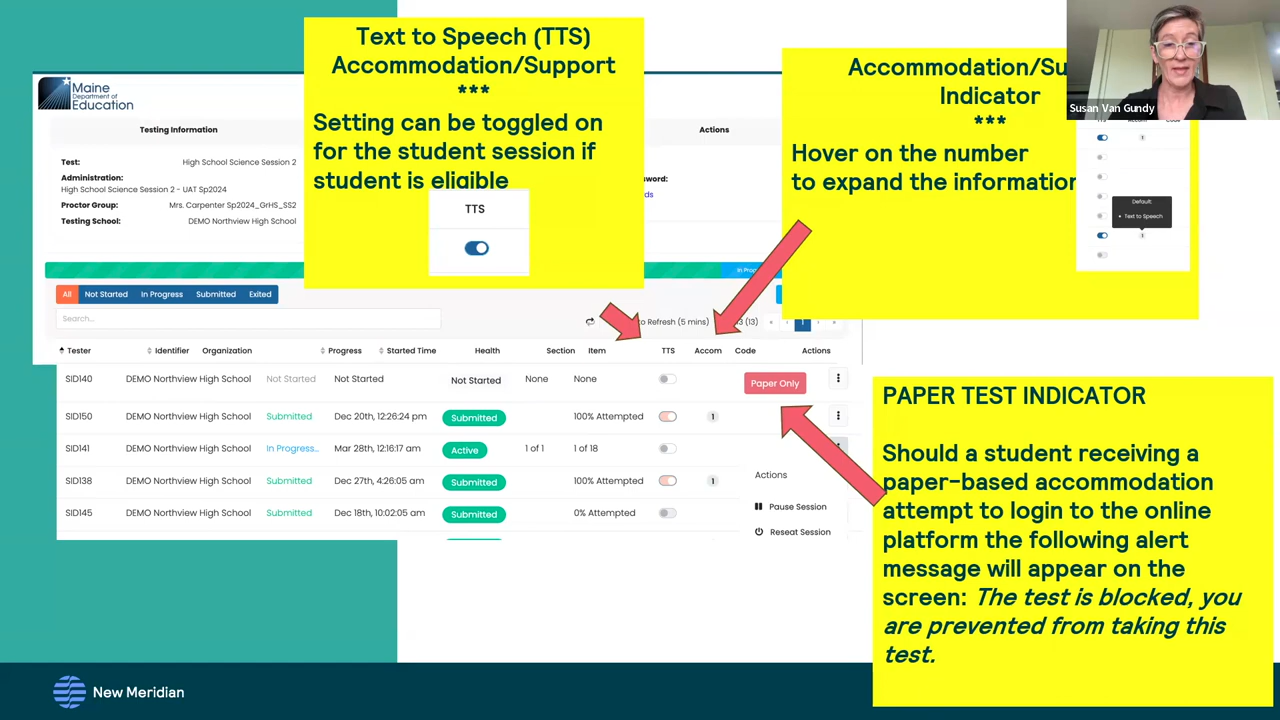 Text to Speech (TTS)
Accommodation/Support
***
Setting can be toggled on
for the student session if
student is eligible
TTS
Accommodation/Su
Indicator
***
Hover on the number
to expand the information
Susan Van Gundy
Default:
• Text to Speech
1
1
Maine
Department of
Education
Testing Information
Actions
Test: High School Science Session 2
Administration:
High School Science Session 2 - UAT Sp2024
Proctor Group: Mrs. Carpenter Sp2024_GrHS_SS2
Testing School: DEMO Northview High School
All Not Started In Progress Submitted Exited
Search...
to Refresh (5 mins) (13) « ‹ 1 › »
Tester Identifier Organization Progress Started Time Health Section Item TTS Accom Code Actions
SID140 DEMO Northview High School Not Started Not Started Not Started None None Paper Only
SID150 DEMO Northview High School Submitted Dec 20th, 12:26:24 pm Submitted 100% Attempted 1
SID141 DEMO Northview High School In Progress... Mar 28th, 12:16:17 am Active 1 of 1 1 of 18
SID138 DEMO Northview High School Submitted Dec 27th, 4:26:05 am Submitted 100% Attempted 1
SID145 DEMO Northview High School Submitted Dec 18th, 10:02:05 am Submitted 0% Attempted
Actions
Pause Session
Reseat Session
PAPER TEST INDICATOR
Should a student receiving a
paper-based accommodation
attempt to login to the online
platform the following alert
message will appear on the
screen: The test is blocked, you
are prevented from taking this
test.
New Meridian